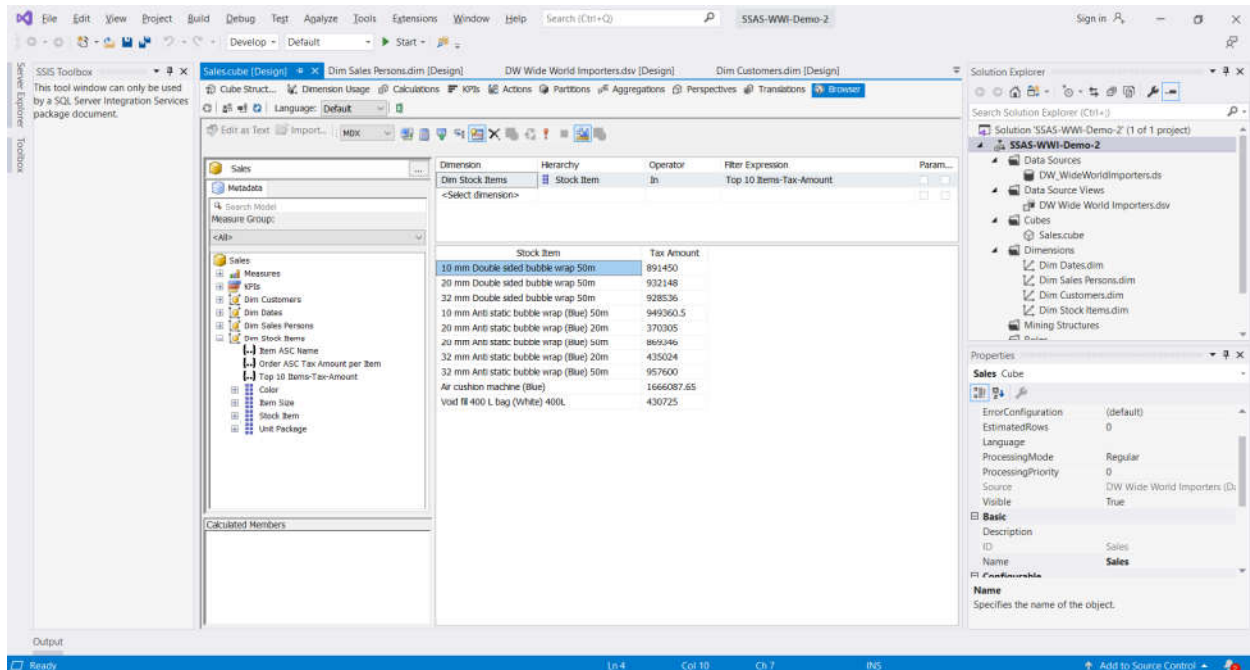 File Edit View Project Build Debug Test Analyze Tools Extensions Window Help Search (Ctrl+Q) SSAS-WWI-Demo-2 Sign in
Develop Default Start
Server Explorer
Toolbox
SSIS Toolbox
This tool window can only be used
by a SQL Server Integration Services
package document.
Sales.cube [Design] Dim Sales Persons.dim [Design] DW Wide World Importers.dsv [Design] Dim Customers.dim [Design]
Cube Struct... Dimension Usage Calculations KPIs Actions Partitions Aggregations Perspectives Translations Browser
Language: Default
Edit as Text Import... MDX
Sales ...
Metadata
Search Model
Measure Group:
<All>
Sales
Measures
KPIs
Dim Customers
Dim Dates
Dim Sales Persons
Dim Stock Items
Item ASC Name
Order ASC Tax Amount per Item
Top 10 Items-Tax-Amount
Color
Item Size
Stock Item
Unit Package
Calculated Members
Dimension Hierarchy Operator Filter Expression Param...
Dim Stock Items Stock Item In Top 10 Items-Tax-Amount
<Select dimension>
Stock Item Tax Amount
10 mm Double sided bubble wrap 50m 891450
20 mm Double sided bubble wrap 50m 932148
32 mm Double sided bubble wrap 50m 928536
10 mm Anti static bubble wrap (Blue) 50m 949360.5
20 mm Anti static bubble wrap (Blue) 20m 370305
20 mm Anti static bubble wrap (Blue) 50m 869346
32 mm Anti static bubble wrap (Blue) 20m 435024
32 mm Anti static bubble wrap (Blue) 50m 957600
Air cushion machine (Blue) 1666087.65
Void fill 400 L bag (White) 400L 430725
Solution Explorer
Search Solution Explorer (Ctrl+;)
Solution 'SSAS-WWI-Demo-2' (1 of 1 project)
SSAS-WWI-Demo-2
Data Sources
DW_WideWorldImporters.ds
Data Source Views
DW Wide World Importers.dsv
Cubes
Sales.cube
Dimensions
Dim Dates.dim
Dim Sales Persons.dim
Dim Customers.dim
Dim Stock Items.dim
Mining Structures
Roles
Properties
Sales Cube
ErrorConfiguration (default)
EstimatedRows 0
Language
ProcessingMode Regular
ProcessingPriority 0
Source DW Wide World Importers (D
Visible True
Basic
Description
ID Sales
Name Sales
Configurable
Name
Specifies the name of the object.
Output
Ready Ln 4 Col 10 Ch 7 INS Add to Source Control